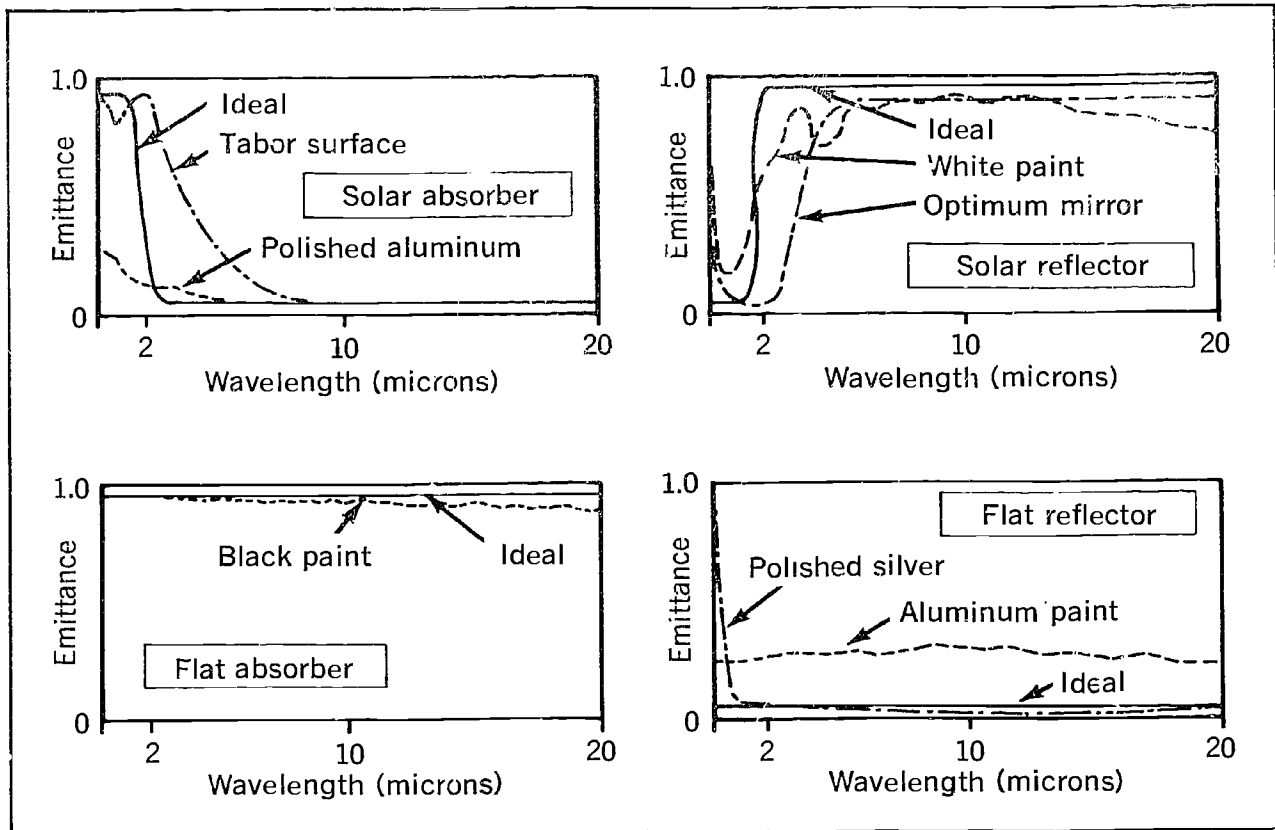 1.0
Ideal
Tabor surface
Solar absorber
Polished aluminum
Emittance
0
2
10
20
Wavelength (microns)
1.0
Ideal
White paint
Optimum mirror
Solar reflector
Emittance
0
2
10
20
Wavelength (microns)
1.0
Black paint
Ideal
Flat absorber
Emittance
0
2
10
20
Wavelength (microns)
1.0
Flat reflector
Polished silver
Aluminum paint
Ideal
Emittance
0
2
10
20
Wavelength (microns)